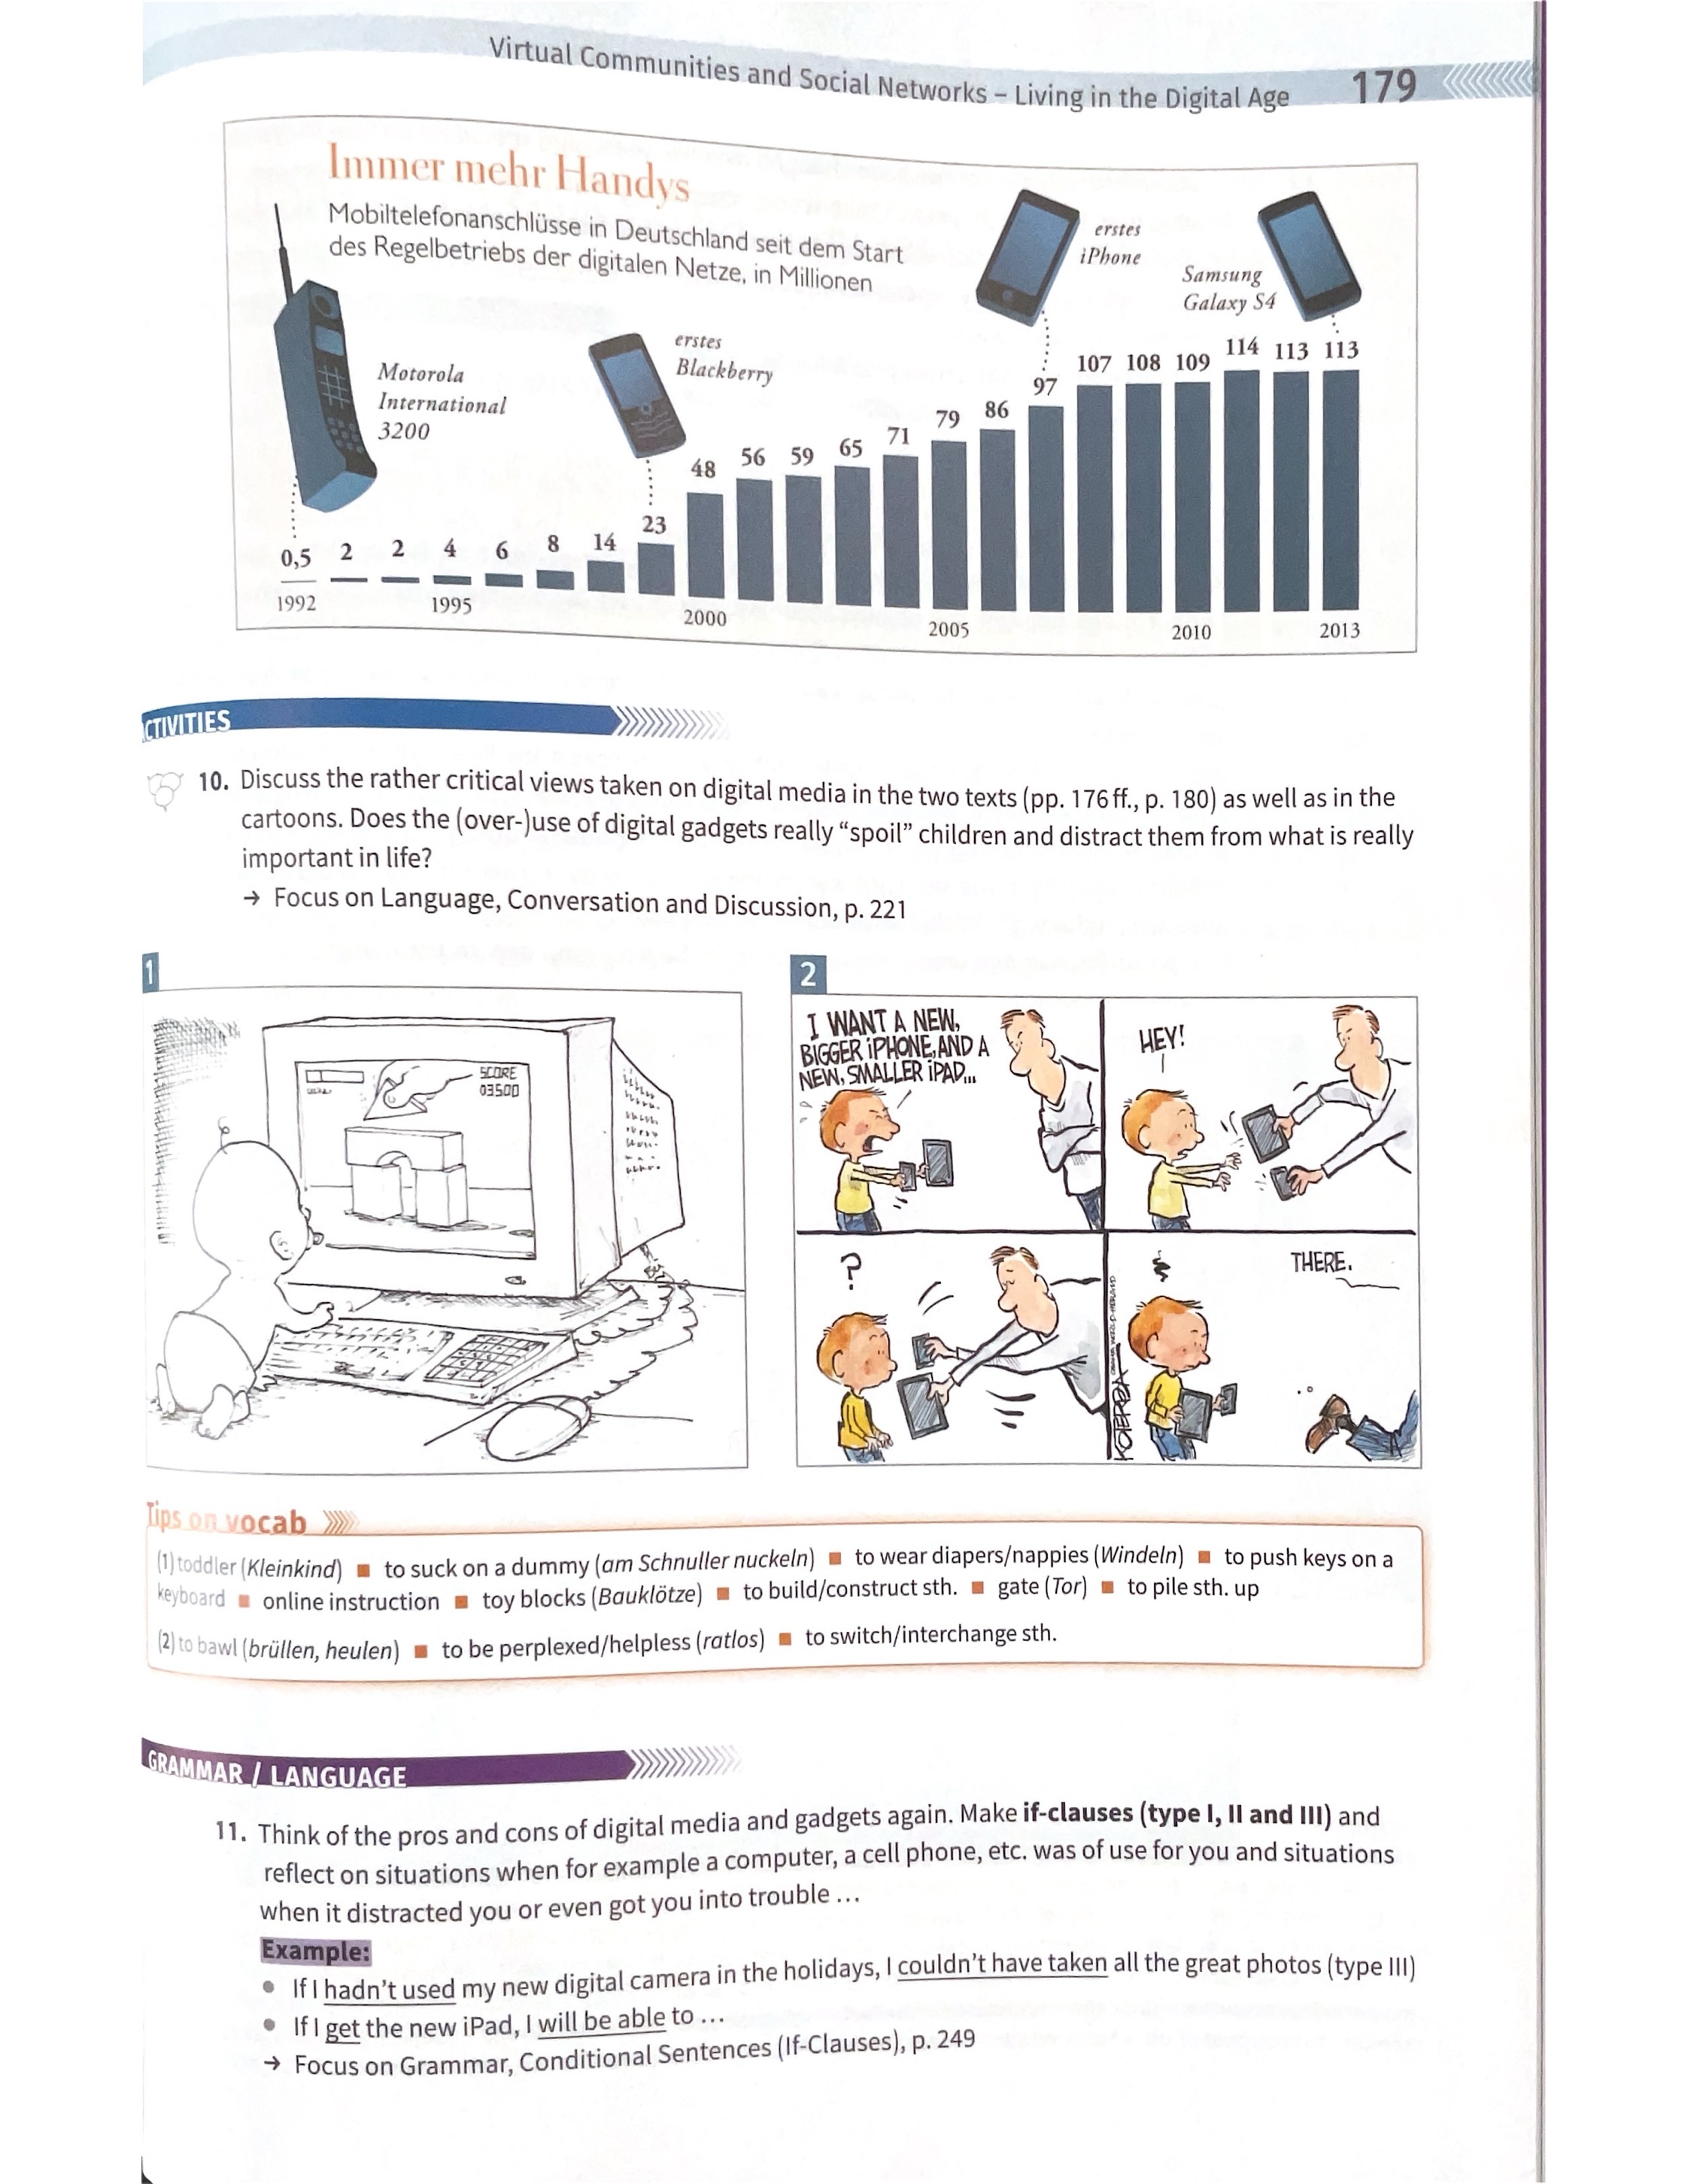 Virtual Communities and Social Networks – Living in the Digital Age 179
Immer mehr Handys
Mobiltelefonanschlüsse in Deutschland seit dem Start
des Regelbetriebs der digitalen Netze, in Millionen
Motorola
International
3200
erstes
Blackberry
erstes
iPhone
Samsung
Galaxy S4
0,5 2 2 4 6 8 14 23 48 56 59 65 71 79 86 97 107 108 109 114 113 113
1992 1995 2000 2005 2010 2013
CTIVITIES
10. Discuss the rather critical views taken on digital media in the two texts (pp. 176 ff., p. 180) as well as in the
cartoons. Does the (over-)use of digital gadgets really “spoil” children and distract them from what is really
important in life?
→ Focus on Language, Conversation and Discussion, p. 221
1
SCORE
03500
2
I WANT A NEW,
BIGGER iPHONE, AND A
NEW, SMALLER iPAD...
HEY!
?
THERE.
KOTERBA
Tips on vocab
(1) toddler (Kleinkind) ■ to suck on a dummy (am Schnuller nuckeln) ■ to wear diapers/nappies (Windeln) ■ to push keys on a
keyboard ■ online instruction ■ toy blocks (Bauklötze) ■ to build/construct sth. ■ gate (Tor) ■ to pile sth. up
(2) to bawl (brüllen, heulen) ■ to be perplexed/helpless (ratlos) ■ to switch/interchange sth.
GRAMMAR / LANGUAGE
11. Think of the pros and cons of digital media and gadgets again. Make if-clauses (type I, II and III) and
reflect on situations when for example a computer, a cell phone, etc. was of use for you and situations
when it distracted you or even got you into trouble ...
Example:
● If I hadn’t used my new digital camera in the holidays, I couldn’t have taken all the great photos (type III)
● If I get the new iPad, I will be able to ...
→ Focus on Grammar, Conditional Sentences (If-Clauses), p. 249